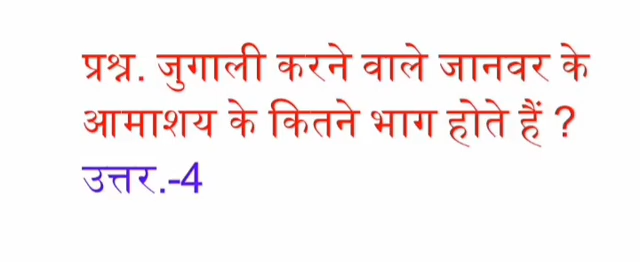 प्रश्न. जुगाली करने वाले जानवर के
आमाशय के कितने भाग होते हैं ?
उत्तर.-4